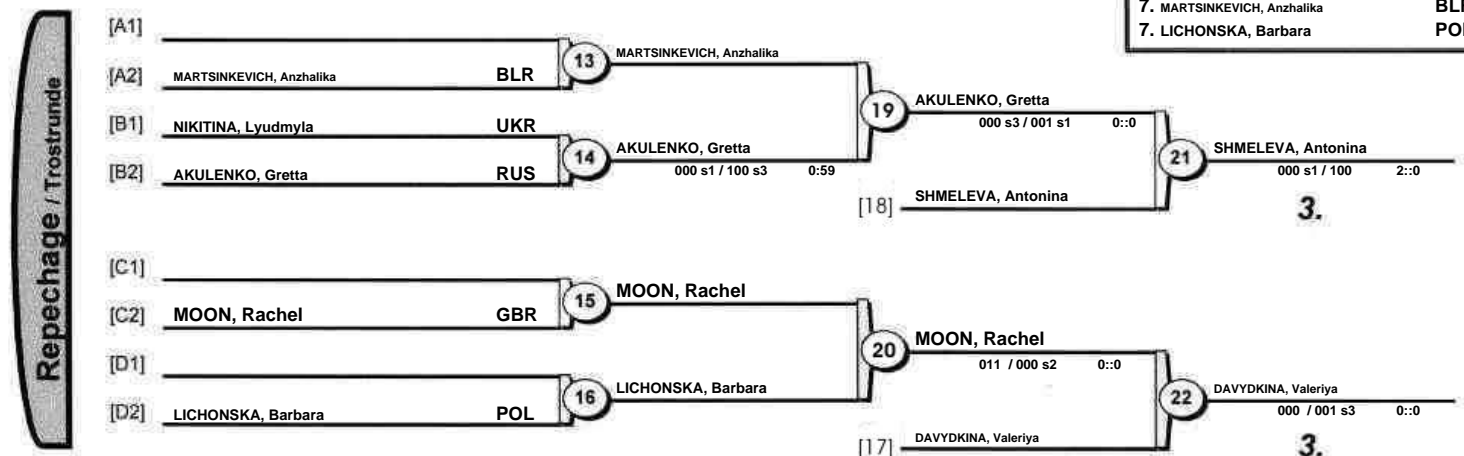 7. MARTSINKEVICH, Anzhalika
7. LICHONSKA, Barbara
Repechage / Trostrunde
[A1]
[A2] MARTSINKEVICH, Anzhalika BLR
13
MARTSINKEVICH, Anzhalika
[B1] NIKITINA, Lyudmyla UKR
[B2] AKULENKO, Gretta RUS
14
AKULENKO, Gretta
000 s1 / 100 s3 0:59
19
AKULENKO, Gretta
000 s3 / 001 s1 0::0
[18] SHMELEVA, Antonina
21
SHMELEVA, Antonina
000 s1 / 100 2::0
3.
[C1]
[C2] MOON, Rachel GBR
15
MOON, Rachel
[D1]
[D2] LICHONSKA, Barbara POL
16
LICHONSKA, Barbara
20
MOON, Rachel
011 / 000 s2 0::0
[17] DAVYDKINA, Valeriya
22
DAVYDKINA, Valeriya
000 / 001 s3 0::0
3.